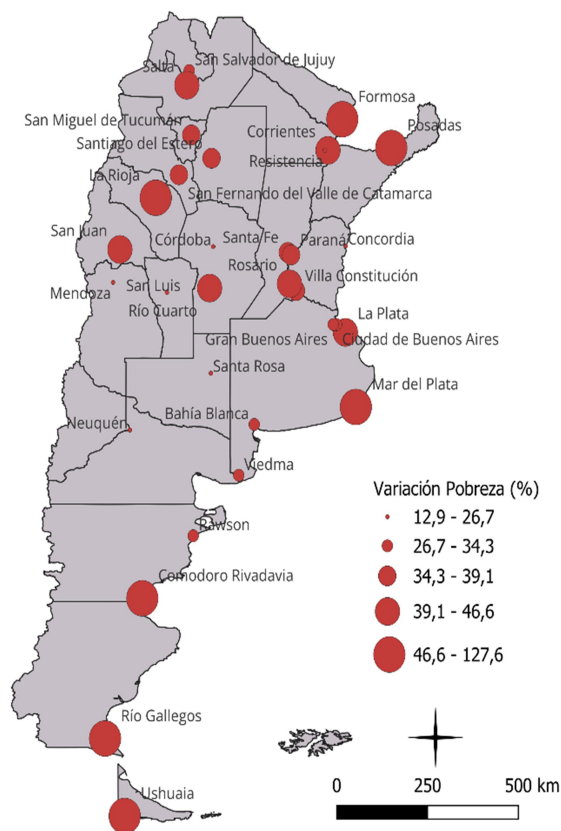 San Salvador de Jujuy
Salta
Formosa
San Miguel de Tucumán
Posadas
Corrientes
Santiago del Estero
Resistencia
La Rioja
San Fernando del Valle de Catamarca
San Juan
Córdoba
Santa Fe
Paraná
Concordia
Rosario
Villa Constitución
Mendoza
San Luis
Río Cuarto
La Plata
Gran Buenos Aires
Ciudad de Buenos Aires
Santa Rosa
Mar del Plata
Bahía Blanca
Neuquén
Viedma
Variación Pobreza (%)
12,9 - 26,7
Rawson
26,7 - 34,3
34,3 - 39,1
Comodoro Rivadavia
39,1 - 46,6
46,6 - 127,6
Río Gallegos
Ushuaia
0 250 500 km